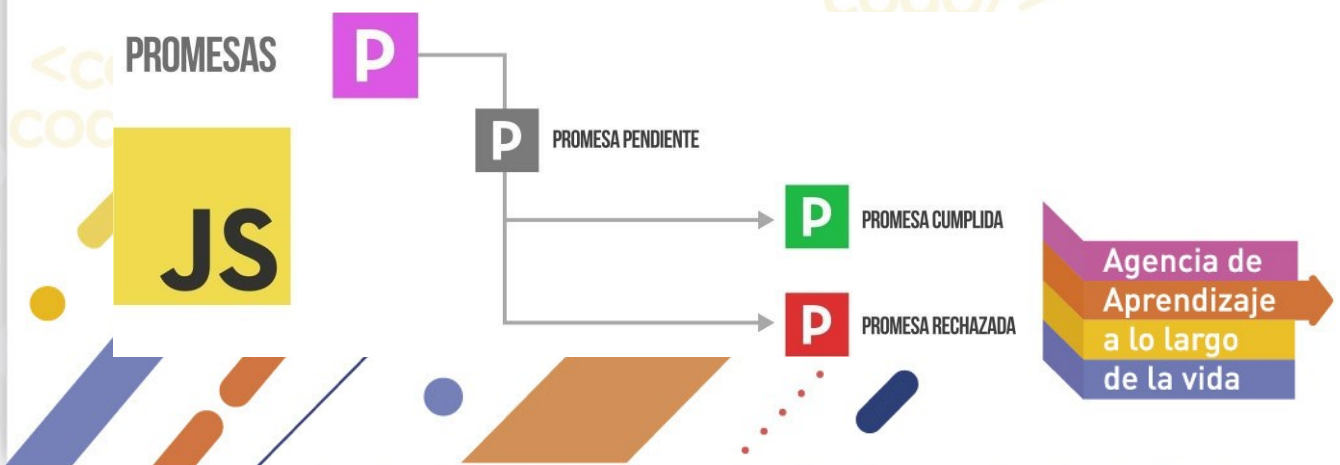 PROMESAS
P
P
PROMESA PENDIENTE
JS
P
PROMESA CUMPLIDA
P
PROMESA RECHAZADA
Agencia de
Aprendizaje
a lo largo
de la vida